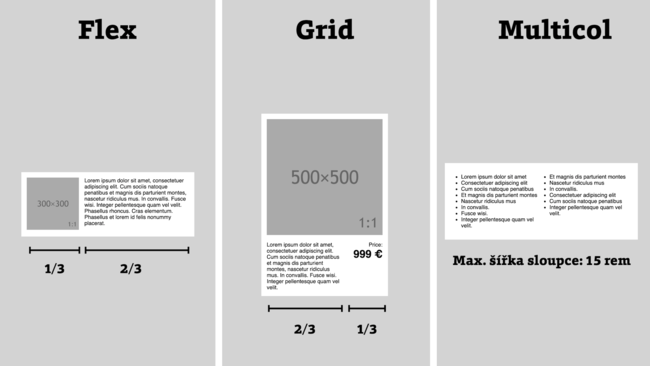 Flex
300×300
1:1
Lorem ipsum dolor sit amet, consectetuer
adipiscing elit. Cum sociis natoque
penatibus et magnis dis parturient montes,
nascetur ridiculus mus. In convallis. Fusce
wisi. Integer pellentesque quam vel velit.
Phasellus rhoncus. Cras elementum.
Phasellus et lorem id felis nonummy
placerat.
1/3
2/3
Grid
500×500
1:1
Lorem ipsum dolor sit amet,
consectetuer adipiscing elit.
Cum sociis natoque penatibus
et magnis dis parturient
montes, nascetur ridiculus
mus. In convallis. Fusce wisi.
Integer pellentesque quam vel
velit.
Price:
999 €
2/3
1/3
Multicol
Lorem ipsum dolor sit amet
Consectetuer adipiscing elit
Cum sociis natoque
Penatibus et magnis dis parturient montes
Nascetur ridiculus mus
In convallis.
Fusce wisi.
Integer pellentesque quam vel
velit.
Et magnis dis parturient montes
Nascetur ridiculus mus
In convallis.
Consectetuer adipiscing elit
Cum sociis natoque penatibus
Integer pellentesque quam vel
velit.
Max. šířka sloupce: 15 rem